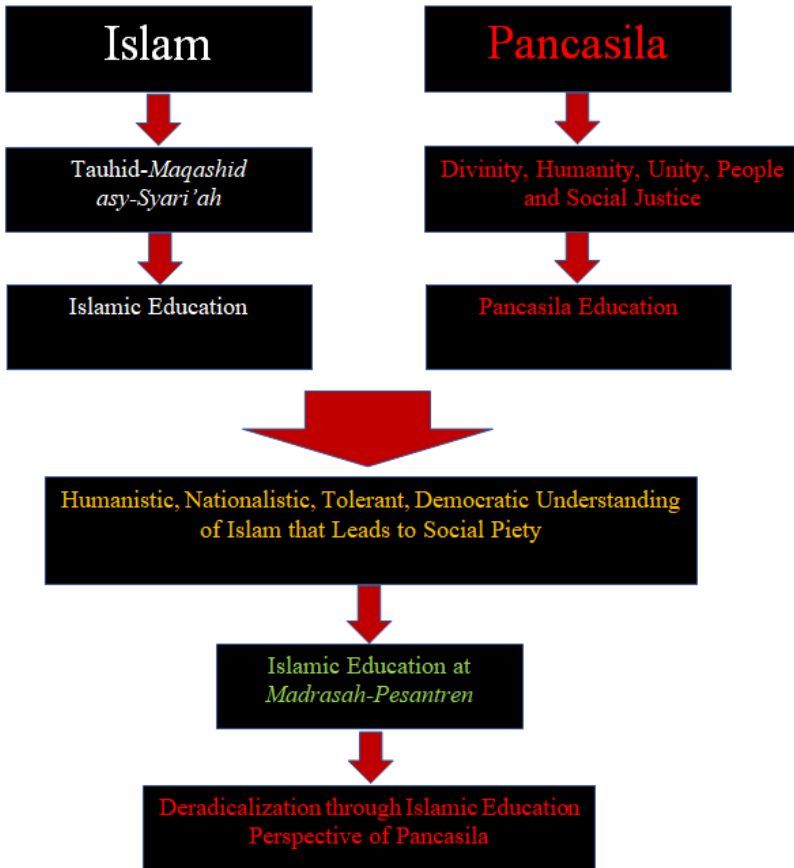 Islam
Pancasila
Tauhid-Maqashid
asy-Syari’ah
Divinity, Humanity, Unity, People
and Social Justice
Islamic Education
Pancasila Education
Humanistic, Nationalistic, Tolerant, Democratic Understanding
of Islam that Leads to Social Piety
Islamic Education at
Madrasah-Pesantren
Deradicalization through Islamic Education
Perspective of Pancasila